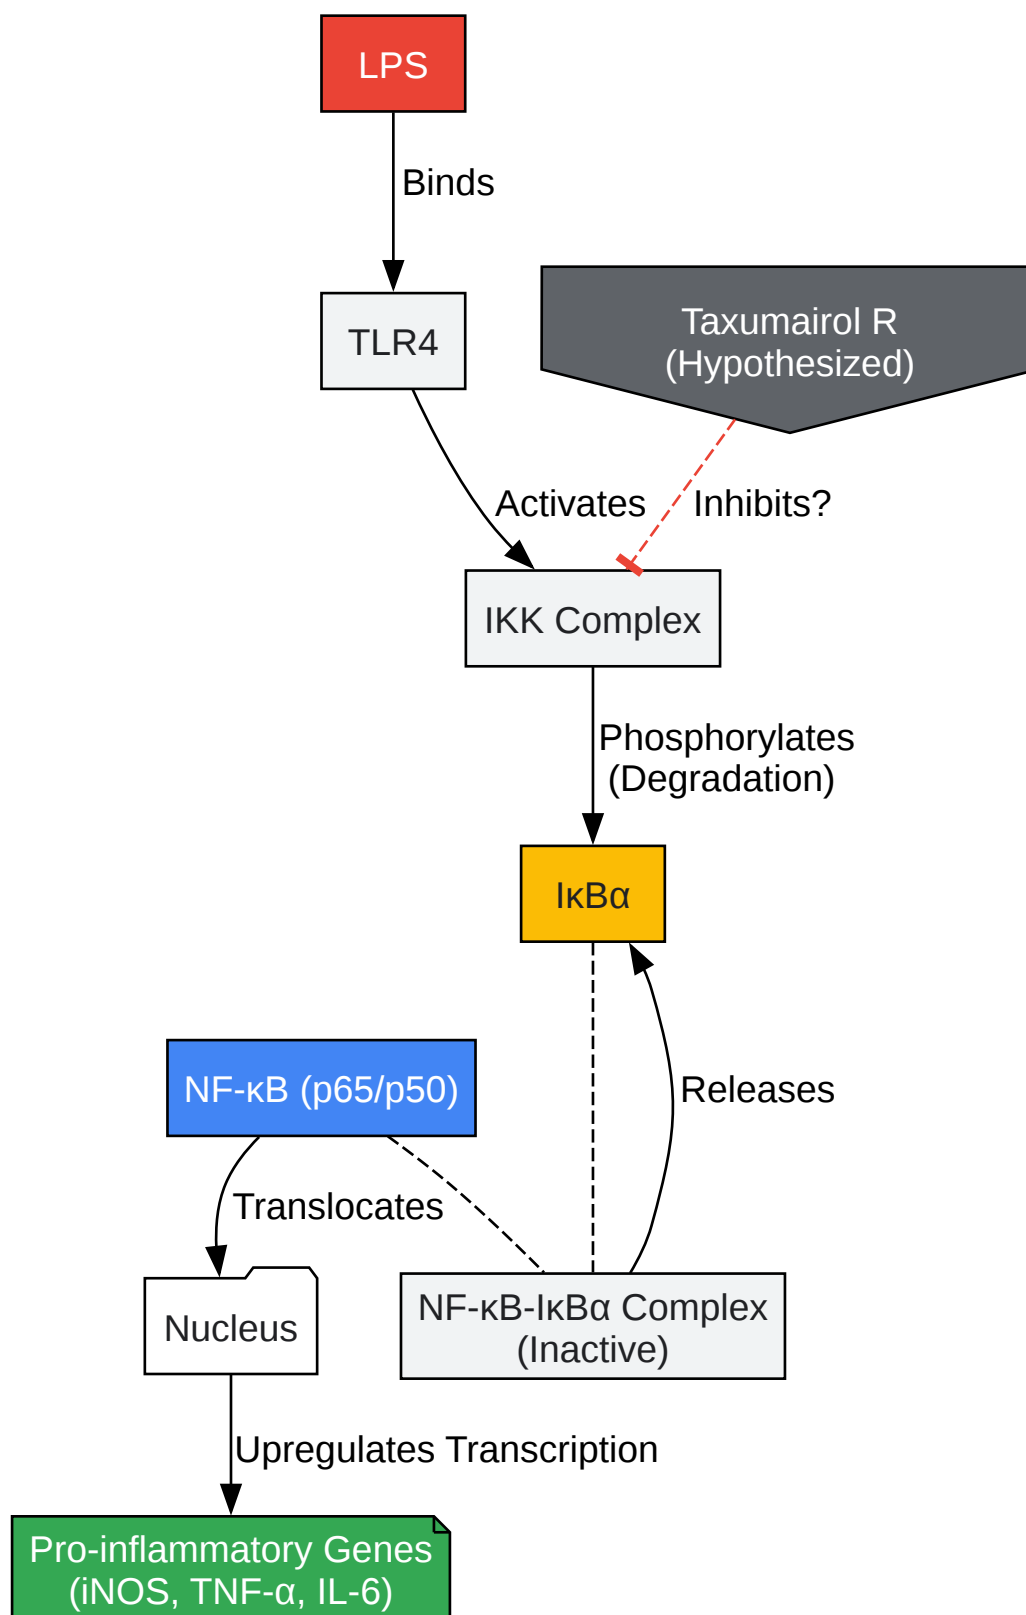 LPS
Binds
TLR4
Taxumairol R
(Hypothesized)
Activates
Inhibits?
IKK Complex
Phosphorylates
(Degradation)
IκBα
NF-κB (p65/p50)
Releases
Translocates
Nucleus
NF-κB-IκBα Complex
(Inactive)
Upregulates Transcription
Pro-inflammatory Genes
(iNOS, TNF-α, IL-6)